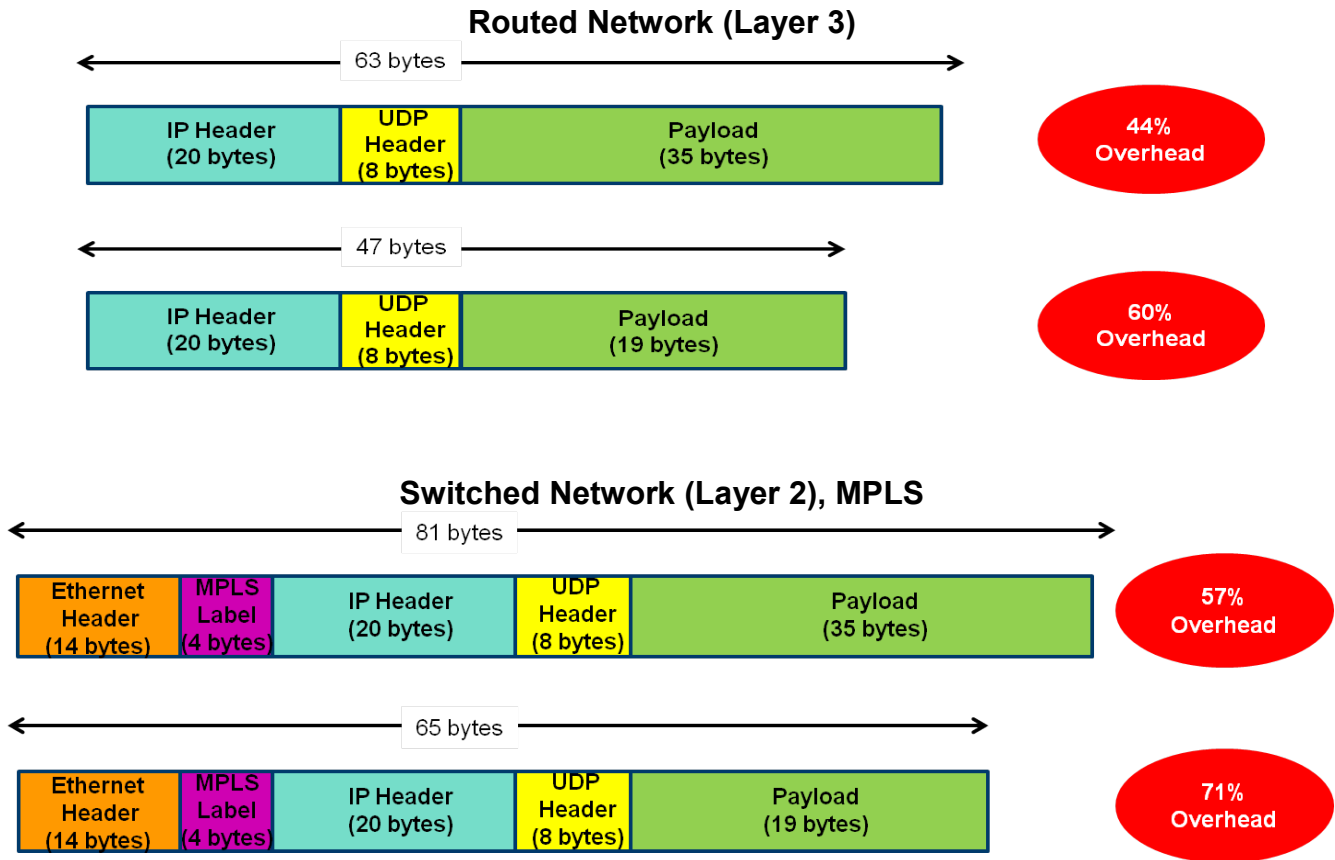 Routed Network (Layer 3)
63 bytes
IP Header
(20 bytes)
UDP
Header
(8 bytes)
Payload
(35 bytes)
44%
Overhead
47 bytes
IP Header
(20 bytes)
UDP
Header
(8 bytes)
Payload
(19 bytes)
60%
Overhead
Switched Network (Layer 2), MPLS
81 bytes
Ethernet
Header
(14 bytes)
MPLS
Label
(4 bytes)
IP Header
(20 bytes)
UDP
Header
(8 bytes)
Payload
(35 bytes)
57%
Overhead
65 bytes
Ethernet
Header
(14 bytes)
MPLS
Label
(4 bytes)
IP Header
(20 bytes)
UDP
Header
(8 bytes)
Payload
(19 bytes)
71%
Overhead